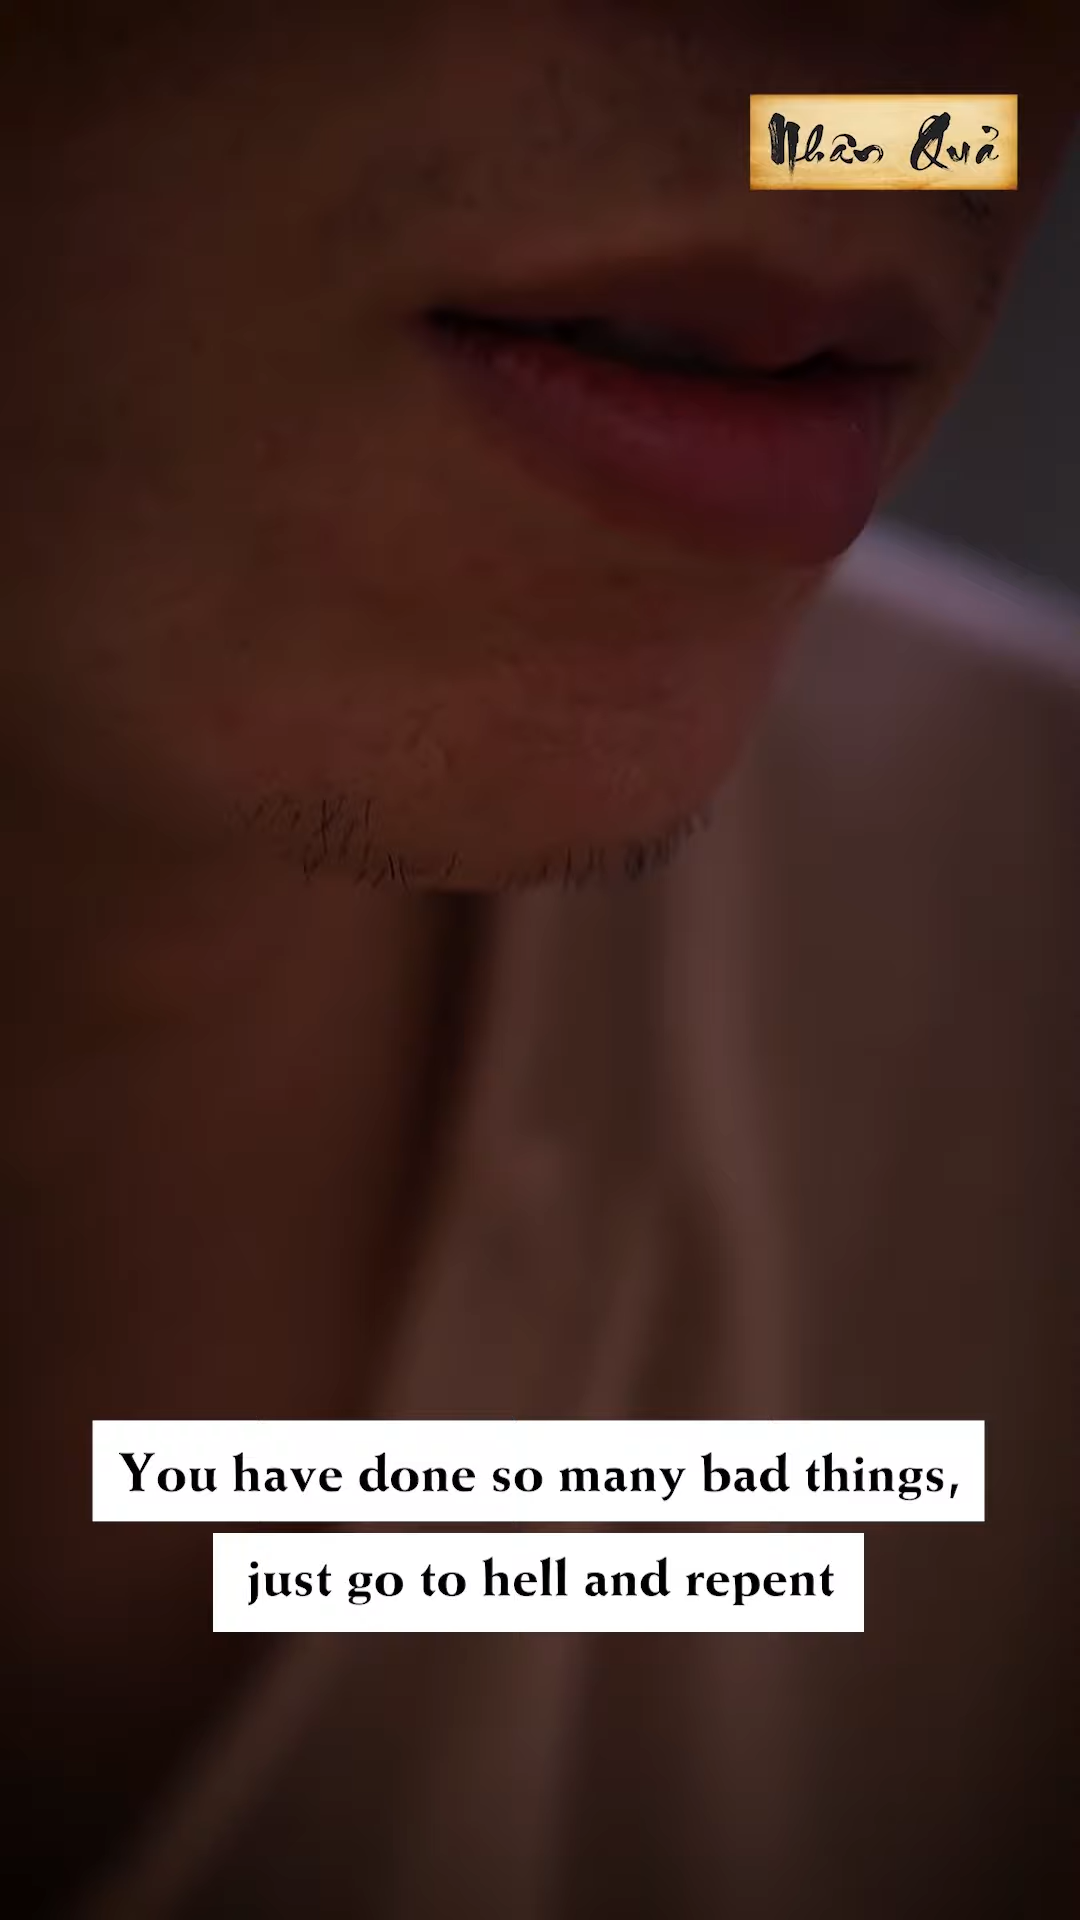 Nhân Quả
You have done so many bad things,
just go to hell and repent